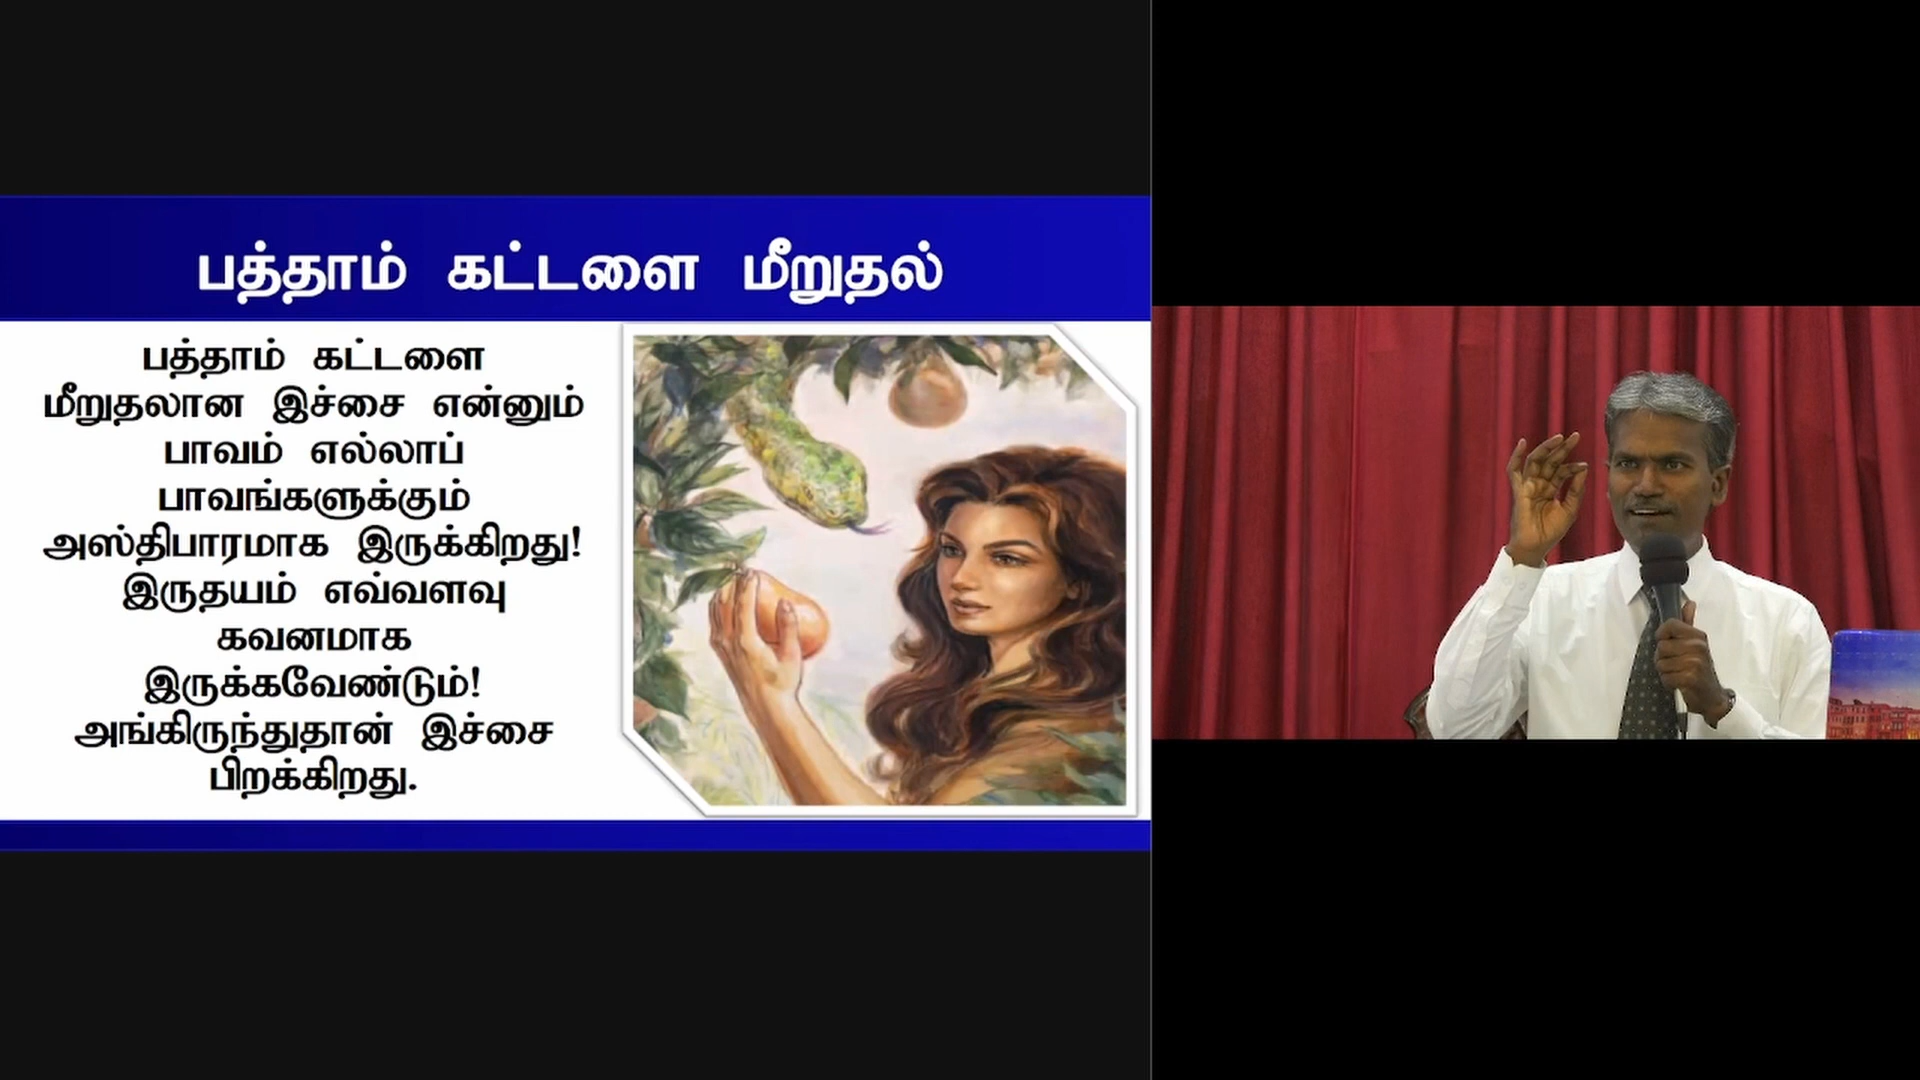 பத்தாம் கட்டளை மீறுதல்
பத்தாம் கட்டளை
மீறுதலான இச்சை என்னும்
பாவம் எல்லாப்
பாவங்களுக்கும்
அஸ்திபாரமாக இருக்கிறது!
இருதயம் எவ்வளவு
கவனமாக
இருக்கவேண்டும்!
அங்கிருந்துதான் இச்சை
பிறக்கிறது.